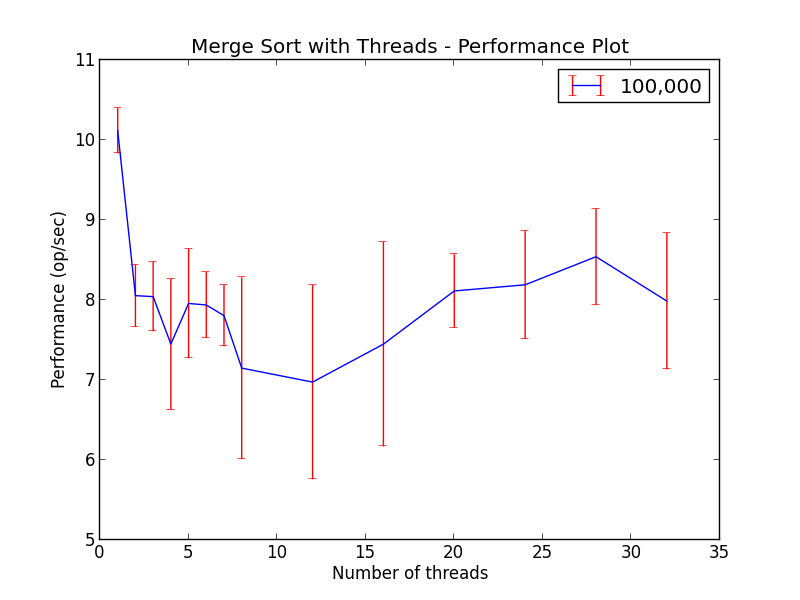 Merge Sort with Threads - Performance Plot
100,000
Performance (op/sec)
11
10
9
8
7
6
5
0 5 10 15 20 25 30 35
Number of threads